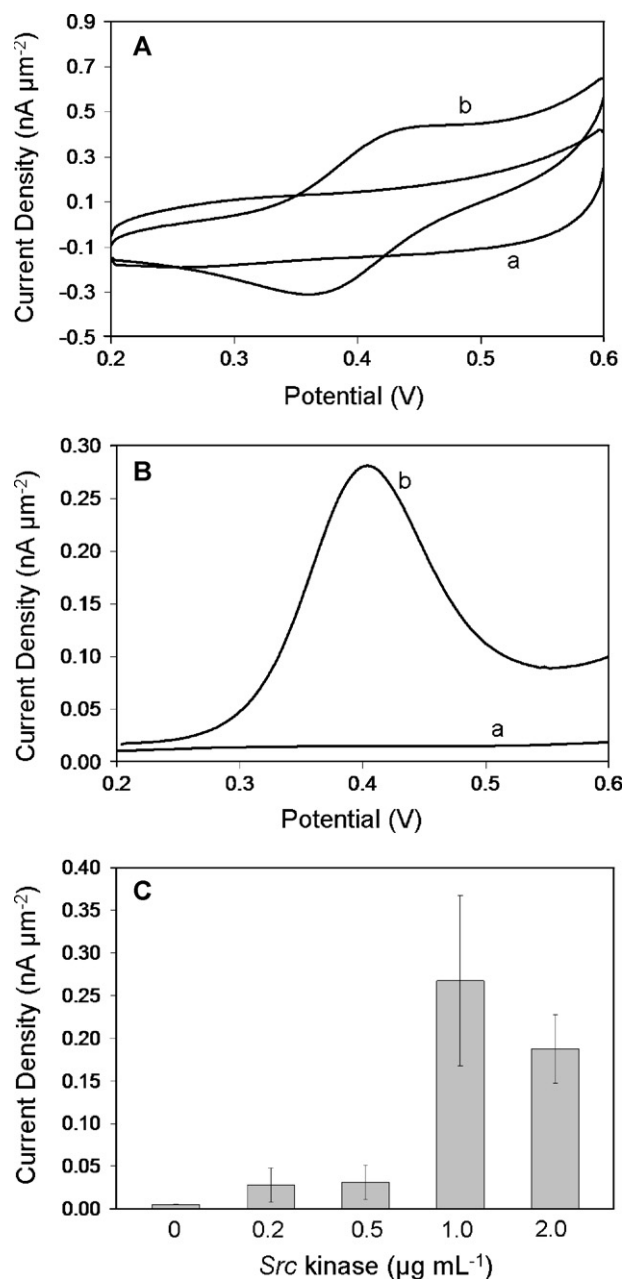 A
Current Density (nA µm⁻²)
0.9
0.7
0.5
0.3
0.1
-0.1
-0.3
-0.5
b
a
0.2 0.3 0.4 0.5 0.6
Potential (V)
B
Current Density (nA µm⁻²)
0.30
0.25
0.20
0.15
0.10
0.05
0.00
b
a
0.2 0.3 0.4 0.5 0.6
Potential (V)
C
Current Density (nA µm⁻²)
0.40
0.35
0.30
0.25
0.20
0.15
0.10
0.05
0.00
0 0.2 0.5 1.0 2.0
Src kinase (µg mL⁻¹)